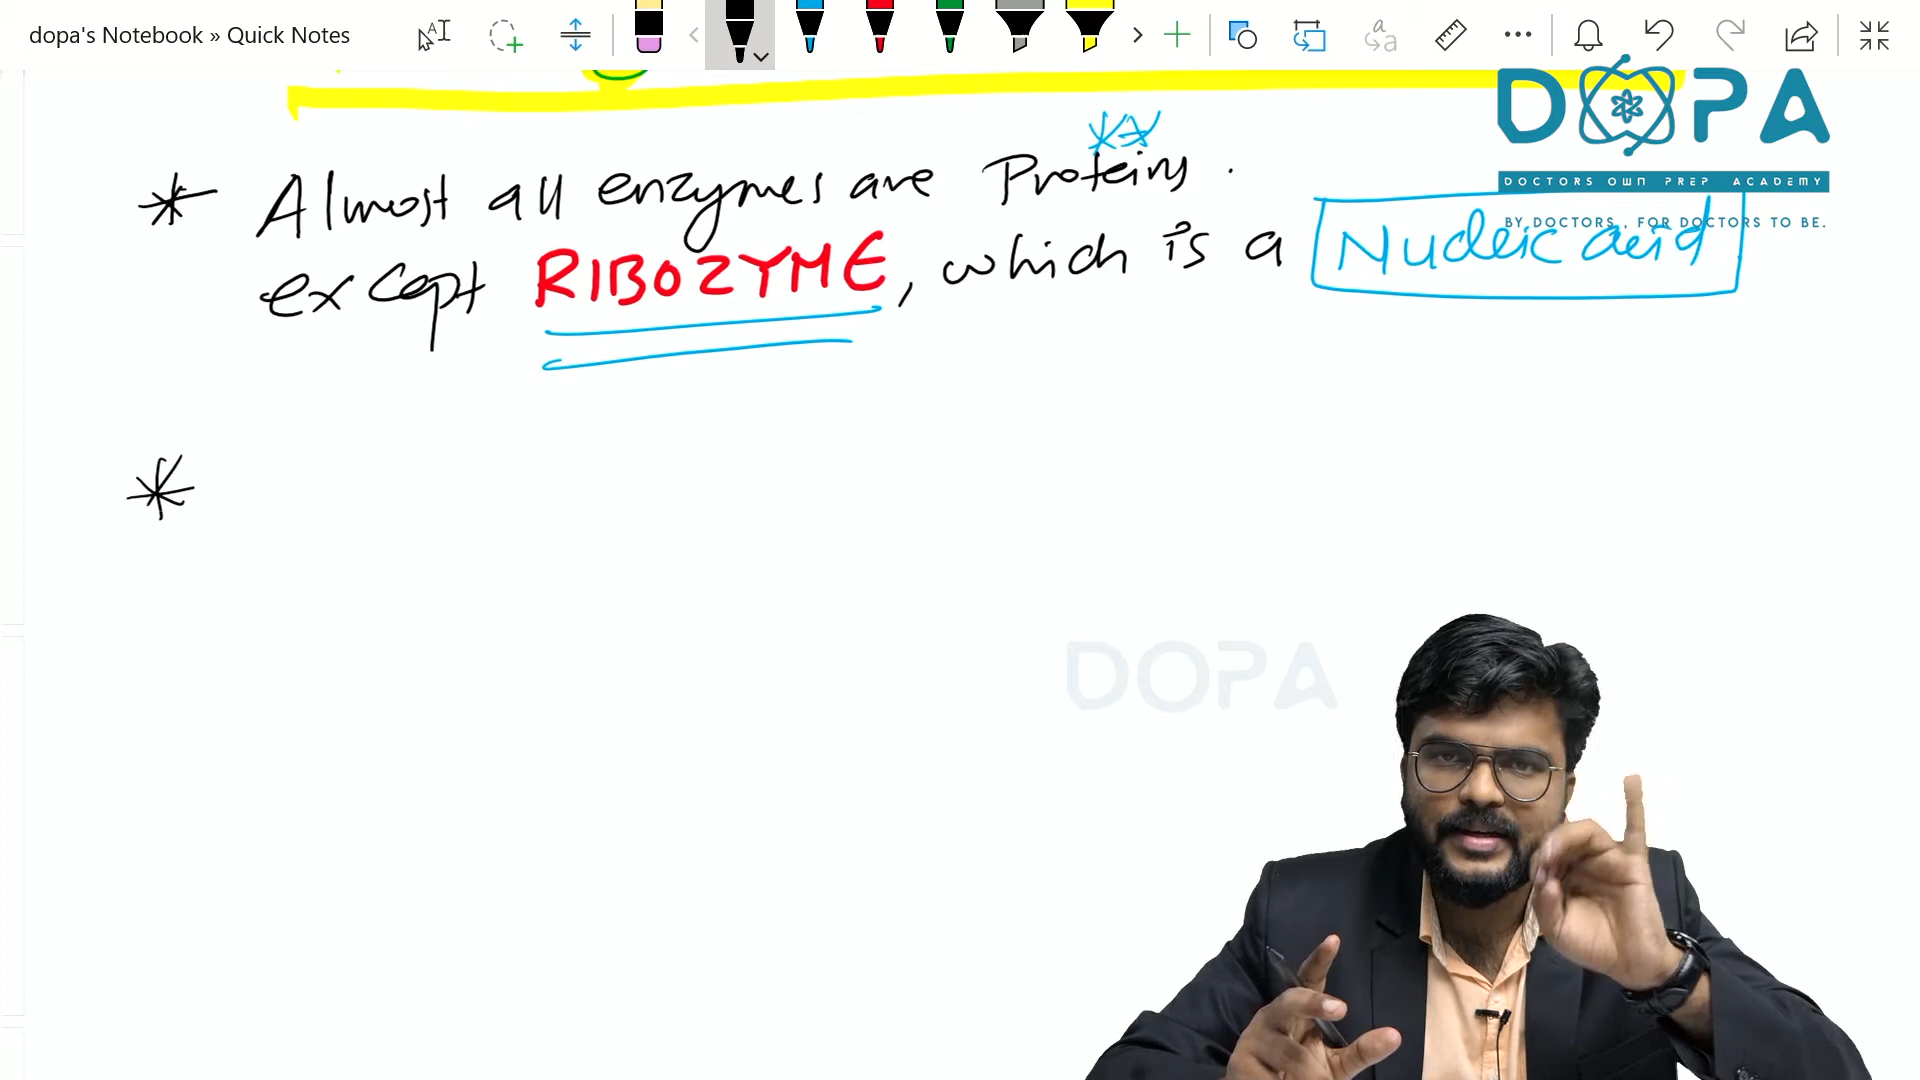 dopa's Notebook » Quick Notes
DOPA
DOCTORS OWN PREP ACADEMY
BY DOCTORS, FOR DOCTORS TO BE.
* Almost all enzymes are Proteins.
except RIBOZYME, which is a Nucleic acid
*
DOPA